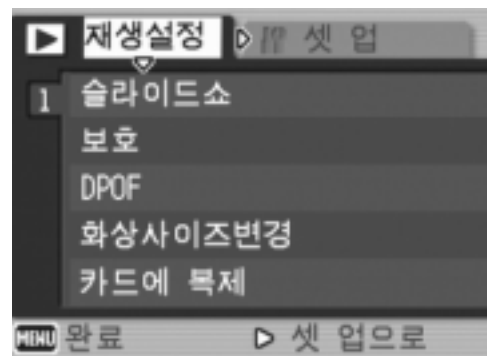 재생설정 셋 업
1 슬라이드쇼
보호
DPOF
화상사이즈변경
카드에 복제
MENU 완료 셋 업으로